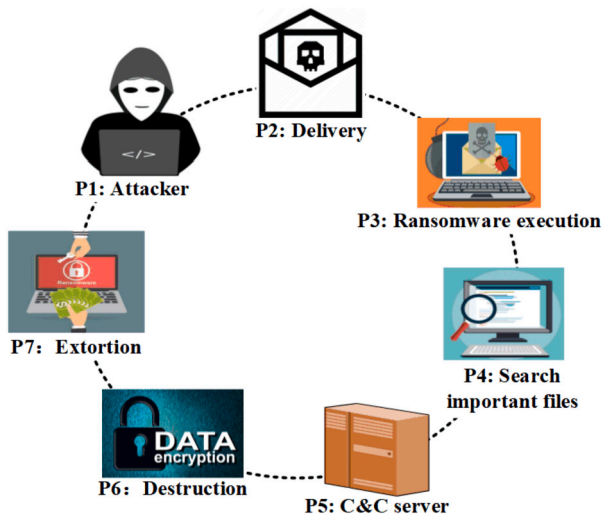 </>
P1: Attacker
P2: Delivery
P3: Ransomware execution
P4: Search
important files
P5: C&C server
DATA
encryption
P6: Destruction
Ransomware
P7: Extortion